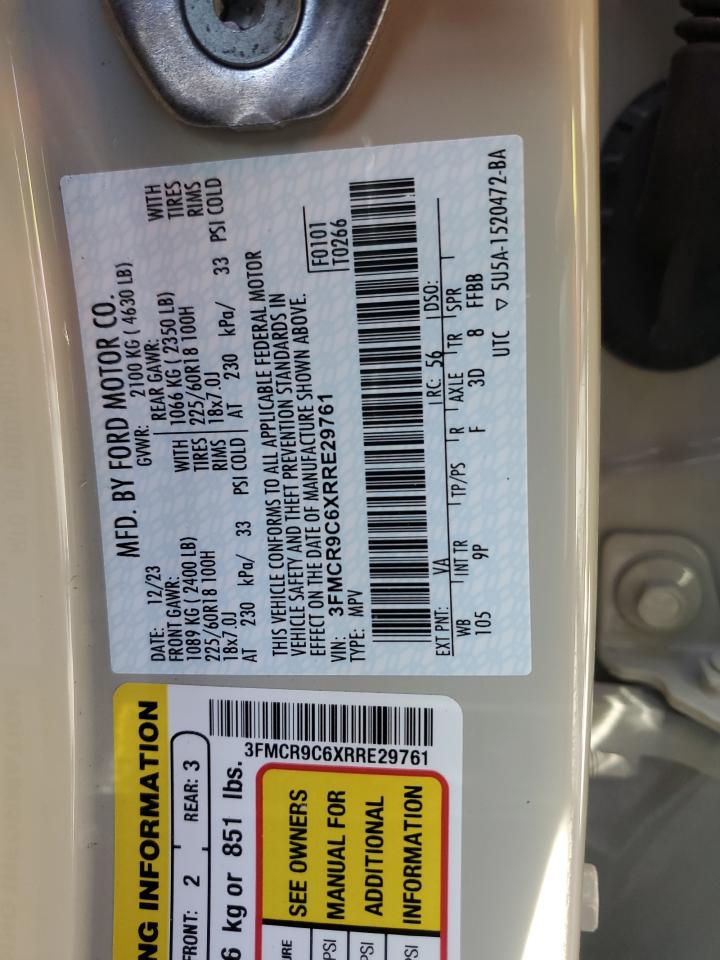 MFD. BY FORD MOTOR CO.
DATE: 12/23
GVWR: 2100 KG ( 4630 LB)
FRONT GAWR:
1089 KG ( 2400 LB)
225/60R18 100H
18x7.0J
AT 230 kPa/ 33 PSI COLD
WITH
TIRES
RIMS
REAR GAWR:
1066 KG ( 2350 LB)
225/60R18 100H
18x7.0J
AT 230 kPa/ 33 PSI COLD
WITH
TIRES
RIMS
THIS VEHICLE CONFORMS TO ALL APPLICABLE FEDERAL MOTOR
VEHICLE SAFETY AND THEFT PREVENTION STANDARDS IN
EFFECT ON THE DATE OF MANUFACTURE SHOWN ABOVE.
VIN: 3FMCR9C6XRRE29761
TYPE: MPV
F0101
T0266
EXT PNT: VA RC: 56 DSO:
WB INT TR TP/PS R AXLE TR SPR
105 9P F 3D 8 FFBB
UTC ▽ 5U5A-1520472-BA
NG INFORMATION
FRONT: 2 REAR: 3
6 kg or 851 lbs.
3FMCR9C6XRRE29761
SEE OWNERS
MANUAL FOR
ADDITIONAL
INFORMATION
URE
PSI
PSI
PSI